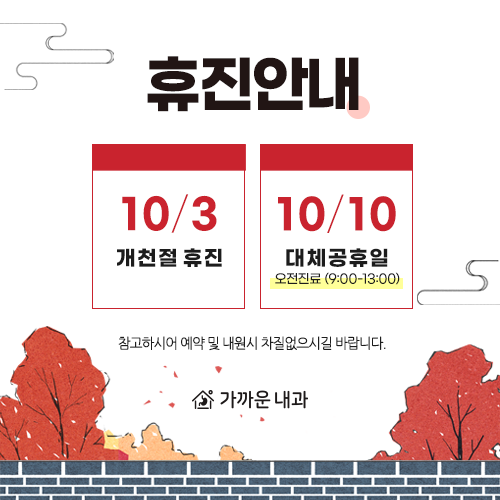 휴진안내
10/3
개천절 휴진
10/10
대체공휴일
오전진료 (9:00-13:00)
참고하시어 예약 및 내원시 차질없으시길 바랍니다.
가까운 내과